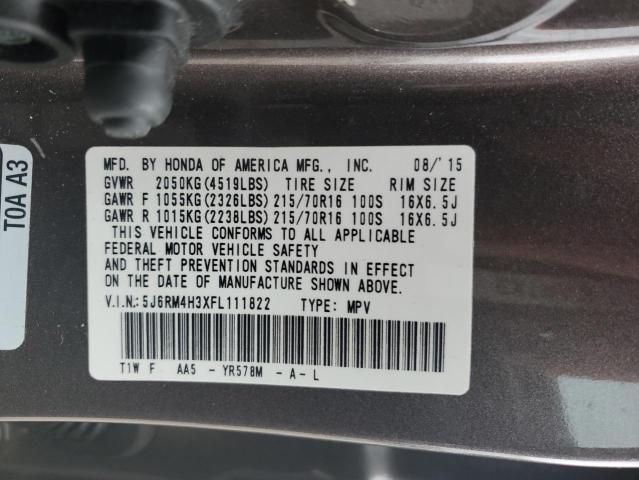 TOA A3
MFD. BY HONDA OF AMERICA MFG., INC. 08/'15
GVWR 2050KG(4519LBS) TIRE SIZE RIM SIZE
GAWR F 1055KG(2326LBS) 215/70R16 100S 16X6.5J
GAWR R 1015KG(2238LBS) 215/70R16 100S 16X6.5J
THIS VEHICLE CONFORMS TO ALL APPLICABLE
FEDERAL MOTOR VEHICLE SAFETY
AND THEFT PREVENTION STANDARDS IN EFFECT
ON THE DATE OF MANUFACTURE SHOWN ABOVE.
V.I.N.: 5J6RM4H3XFL111822 TYPE: MPV
T1W F AA5 - YR578M - A - L